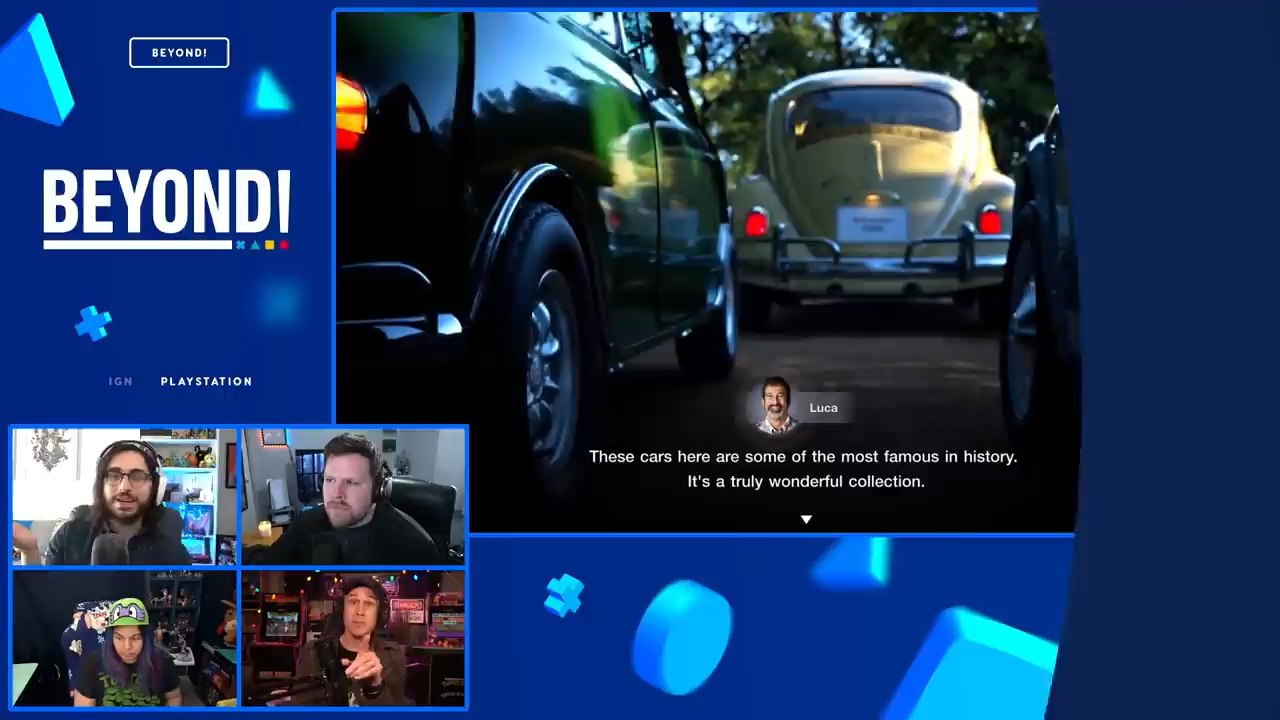 BEYOND!
BEYOND!
IGN PLAYSTATION
Luca
These cars here are some of the most famous in history.
It's a truly wonderful collection.
DANGER